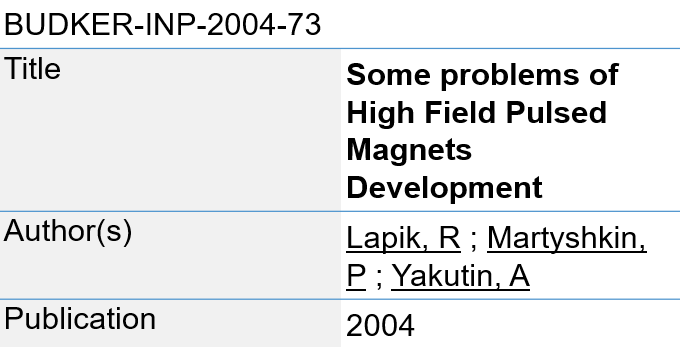 BUDKER-INP-2004-73
Title
Some problems of
High Field Pulsed
Magnets
Development
Author(s)
Lapik, R ; Martyshkin,
P ; Yakutin, A
Publication
2004